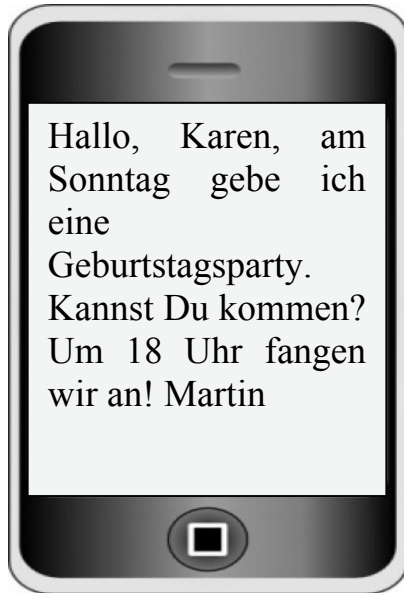 Hallo, Karen, am
Sonntag gebe ich
eine
Geburtstagsparty.
Kannst Du kommen?
Um 18 Uhr fangen
wir an! Martin